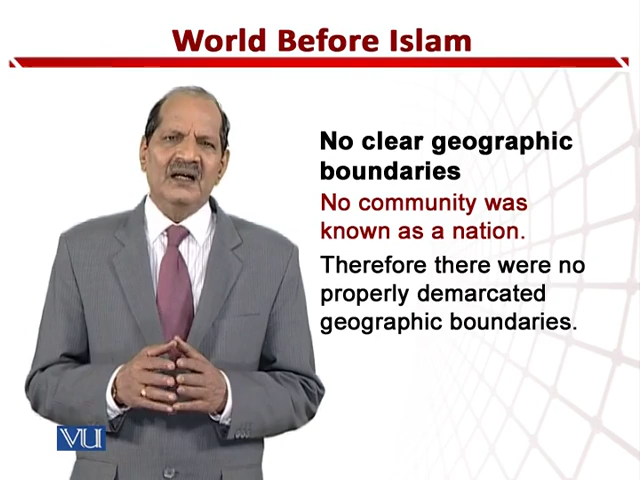 World Before Islam
No clear geographic
boundaries
No community was
known as a nation.
Therefore there were no
properly demarcated
geographic boundaries.
VU